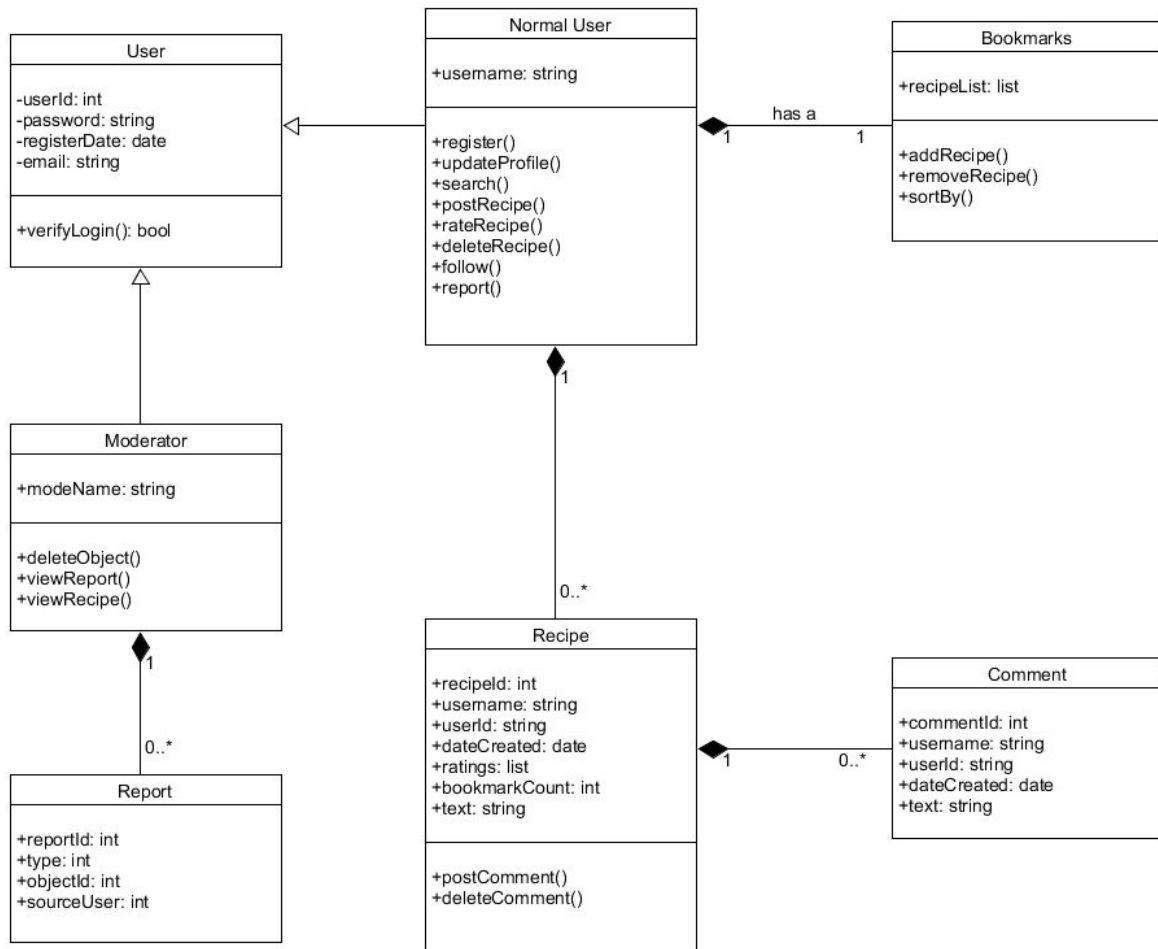 User
-userId: int
-password: string
-registerDate: date
-email: string
+verifyLogin(): bool
Normal User
+username: string
+register()
+updateProfile()
+search()
+postRecipe()
+rateRecipe()
+deleteRecipe()
+follow()
+report()
1
has a
1
Bookmarks
+recipeList: list
+addRecipe()
+removeRecipe()
+sortBy()
1
0..*
Moderator
+modeName: string
+deleteObject()
+viewReport()
+viewRecipe()
1
0..*
Report
+reportId: int
+type: int
+objectId: int
+sourceUser: int
Recipe
+recipeId: int
+username: string
+userId: string
+dateCreated: date
+ratings: list
+bookmarkCount: int
+text: string
+postComment()
+deleteComment()
1
0..*
Comment
+commentId: int
+username: string
+userId: string
+dateCreated: date
+text: string